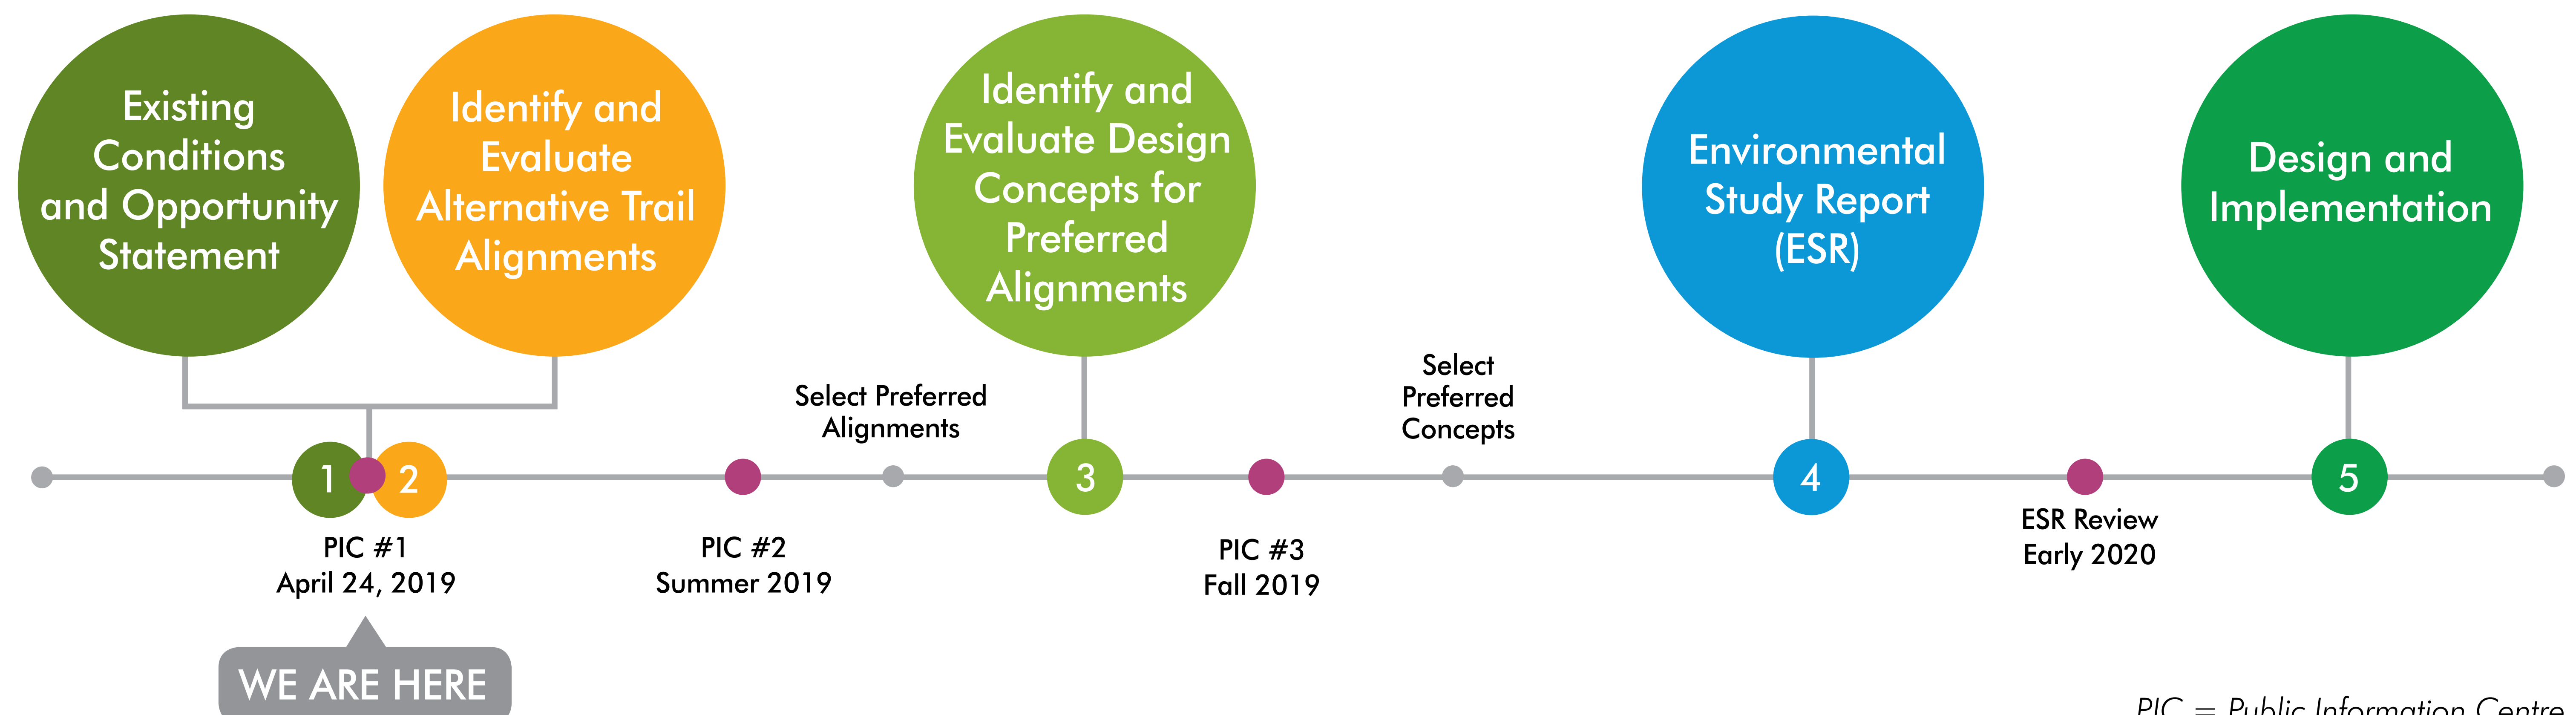 Existing
Conditions
and Opportunity
Statement
Identify and
Evaluate
Alternative Trail
Alignments
Identify and
Evaluate Design
Concepts for
Preferred
Alignments
Environmental
Study Report
(ESR)
Design and
Implementation
Select Preferred
Alignments
Select
Preferred
Concepts
1
2
3
4
5
PIC #1
April 24, 2019
PIC #2
Summer 2019
PIC #3
Fall 2019
ESR Review
Early 2020
WE ARE HERE
PIC = Public Information Centre